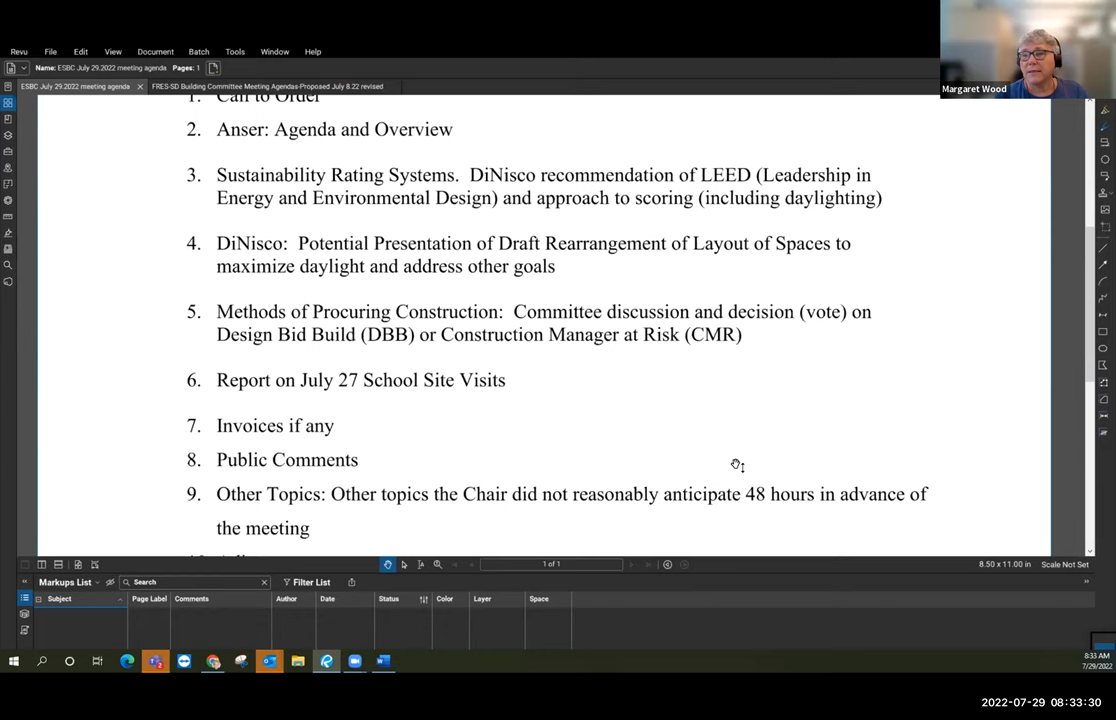 Revu File Edit View Document Batch Tools Window Help
Name: ESBC July 29.2022 meeting agenda Pages: 1
ESBC July 29.2022 meeting agenda FRES-SD Building Committee Meeting Agendas-Proposed July 8.22 revised
Margaret Wood
1. Call to Order
2. Anser: Agenda and Overview
3. Sustainability Rating Systems. DiNisco recommendation of LEED (Leadership in
Energy and Environmental Design) and approach to scoring (including daylighting)
4. DiNisco: Potential Presentation of Draft Rearrangement of Layout of Spaces to
maximize daylight and address other goals
5. Methods of Procuring Construction: Committee discussion and decision (vote) on
Design Bid Build (DBB) or Construction Manager at Risk (CMR)
6. Report on July 27 School Site Visits
7. Invoices if any
8. Public Comments
9. Other Topics: Other topics the Chair did not reasonably anticipate 48 hours in advance of
the meeting
1 of 1 8.50 x 11.00 in Scale Not Set
Markups List Search Filter List
Subject Page Label Comments Author Date Status Color Layer Space
8:33 AM
7/29/2022
2022-07-29 08:33:30